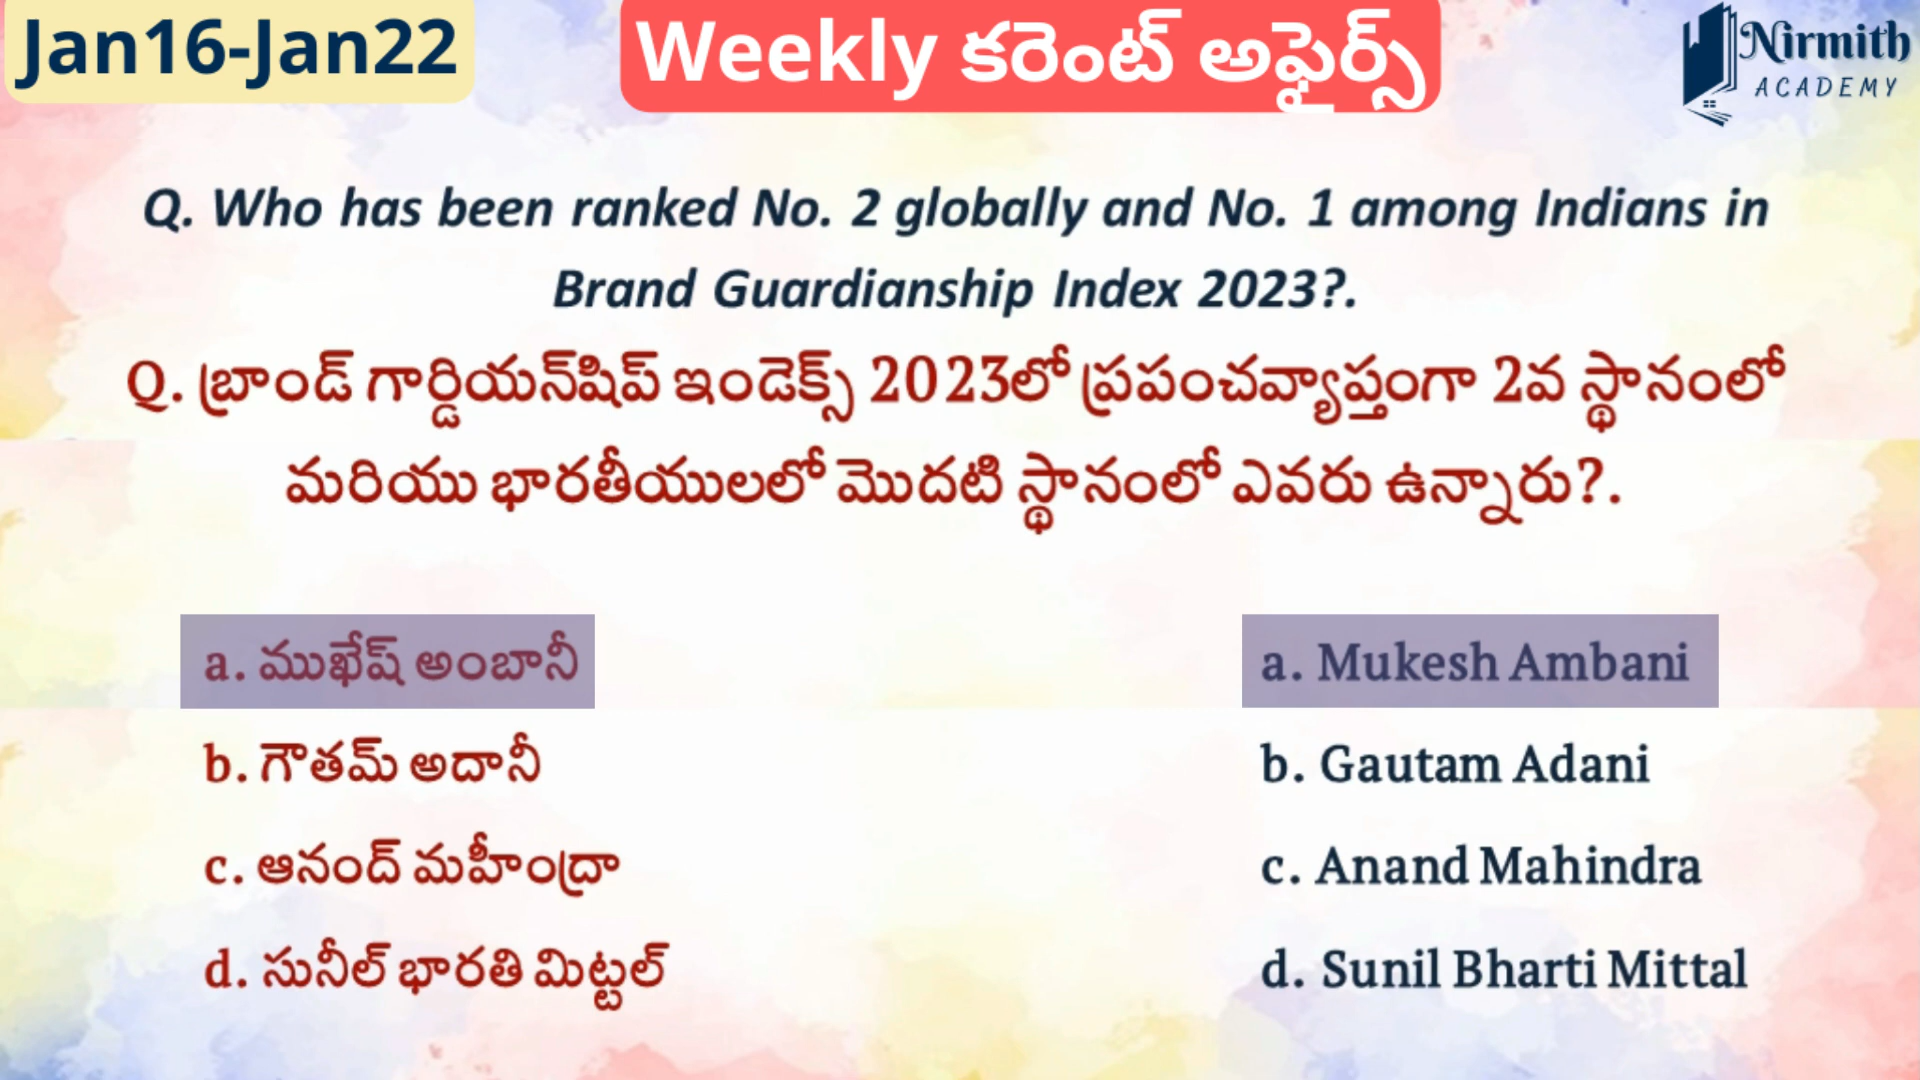 Jan16-Jan22
Weekly కరెంట్ అఫైర్స్
Nirmith
ACADEMY
Q. Who has been ranked No. 2 globally and No. 1 among Indians in
Brand Guardianship Index 2023?.
Q. బ్రాండ్ గార్డియన్‌షిప్ ఇండెక్స్ 2023లో ప్రపంచవ్యాప్తంగా 2వ స్థానంలో
మరియు భారతీయులలో మొదటి స్థానంలో ఎవరు ఉన్నారు?.
a. ముఖేష్ అంబానీ
a. Mukesh Ambani
b. గౌతమ్ అదానీ
b. Gautam Adani
c. ఆనంద్ మహీంద్రా
c. Anand Mahindra
d. సునీల్ భారతి మిట్టల్
d. Sunil Bharti Mittal